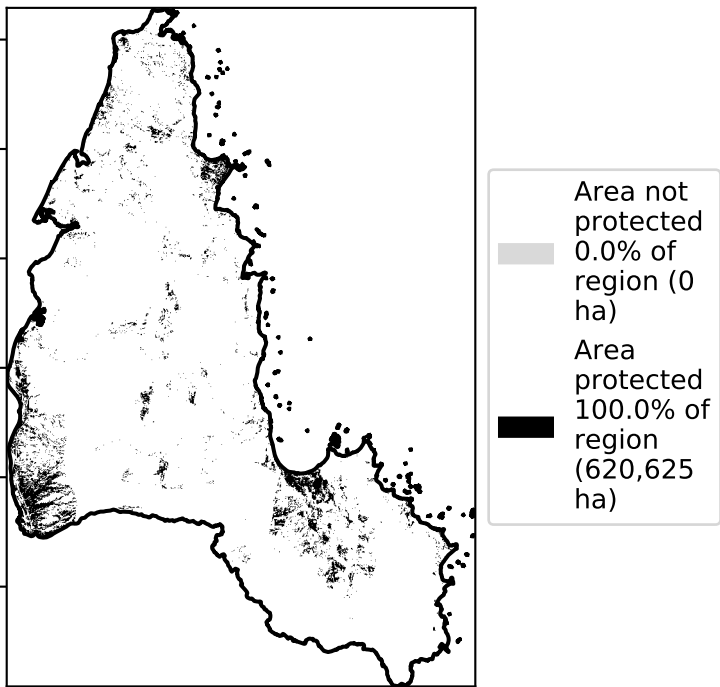 Area not
protected
0.0% of
region (0
ha)
Area
protected
100.0% of
region
(620,625
ha)